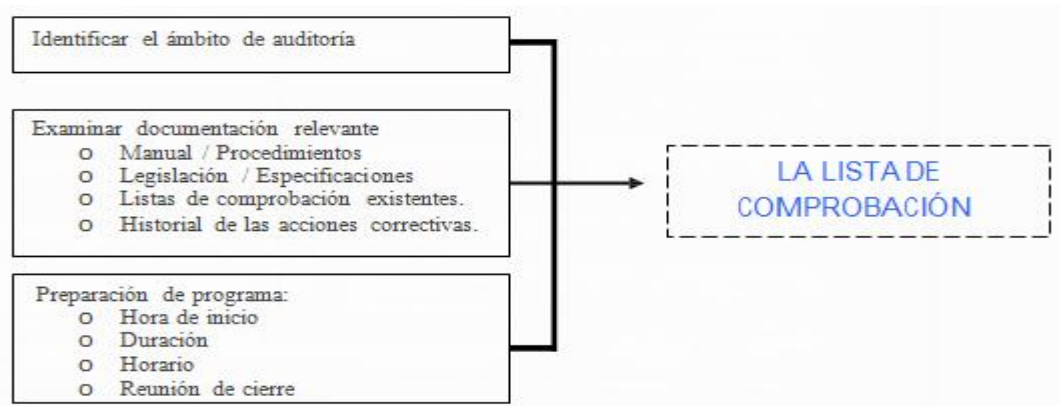 Identificar el ámbito de auditoría
Examinar documentación relevante
o Manual / Procedimientos
o Legislación / Especificaciones
o Listas de comprobación existentes.
o Historial de las acciones correctivas.
Preparación de programa:
o Hora de inicio
o Duración
o Horario
o Reunión de cierre
LA LISTA DE
COMPROBACIÓN